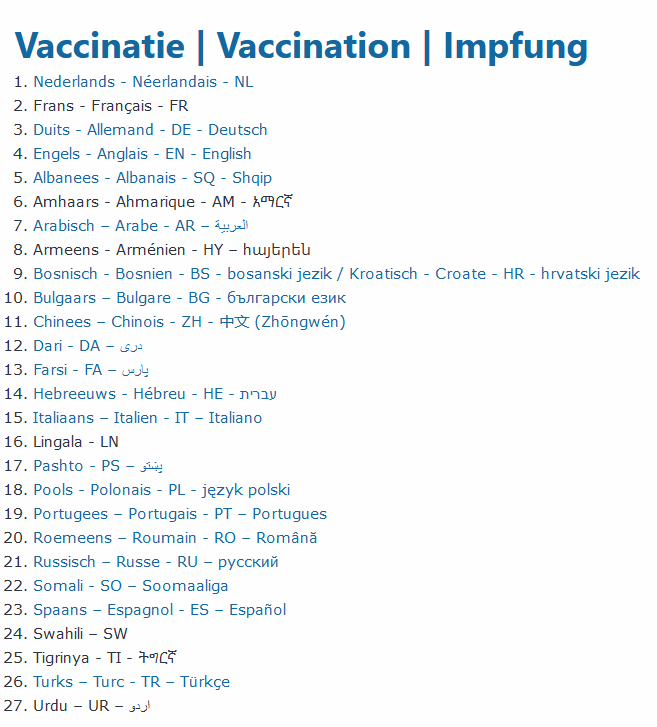 Vaccinatie | Vaccination | Impfung
1. Nederlands - Néerlandais - NL
2. Frans - Français - FR
3. Duits - Allemand - DE - Deutsch
4. Engels - Anglais - EN - English
5. Albanees - Albanais - SQ - Shqip
6. Amhaars - Ahmarique - AM - አማርኛ
7. Arabisch – Arabe - AR – العربية
8. Armeens - Arménien - HY – հայերեն
9. Bosnisch - Bosnien - BS - bosanski jezik / Kroatisch - Croate - HR - hrvatski jezik
10. Bulgaars – Bulgare - BG - български език
11. Chinees – Chinois - ZH - 中文 (Zhōngwén)
12. Dari - DA – دری
13. Farsi - FA – پارس
14. Hebreeuws - Hébreu - HE - עברית
15. Italiaans – Italien - IT – Italiano
16. Lingala - LN
17. Pashto - PS – پښتو
18. Pools - Polonais - PL - język polski
19. Portugees – Portugais - PT – Portugues
20. Roemeens – Roumain - RO – Română
21. Russisch – Russe - RU – русский
22. Somali - SO – Soomaaliga
23. Spaans – Espagnol - ES – Español
24. Swahili – SW
25. Tigrinya - TI - ትግርኛ
26. Turks – Turc - TR – Türkçe
27. Urdu – UR – اردو